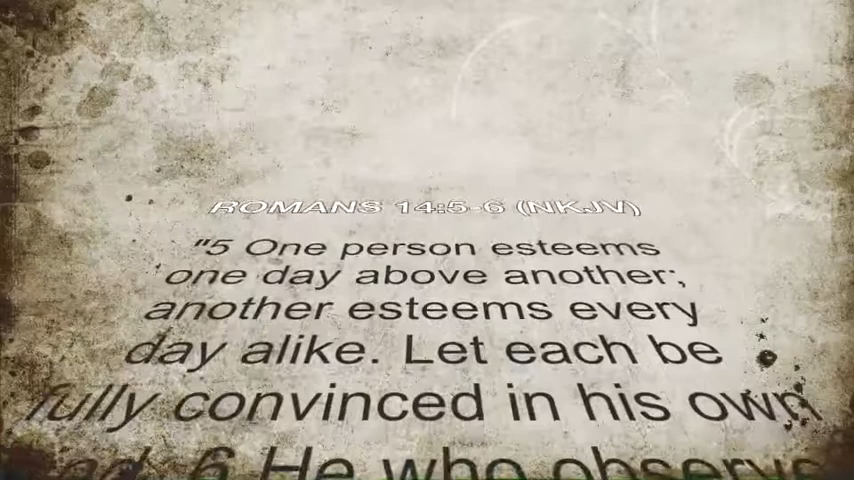 ROMANS 14:5-6 (NKJV)
"5 One person esteems
one day above another;
another esteems every
day alike. Let each be
fully convinced in his own
6 He who observes